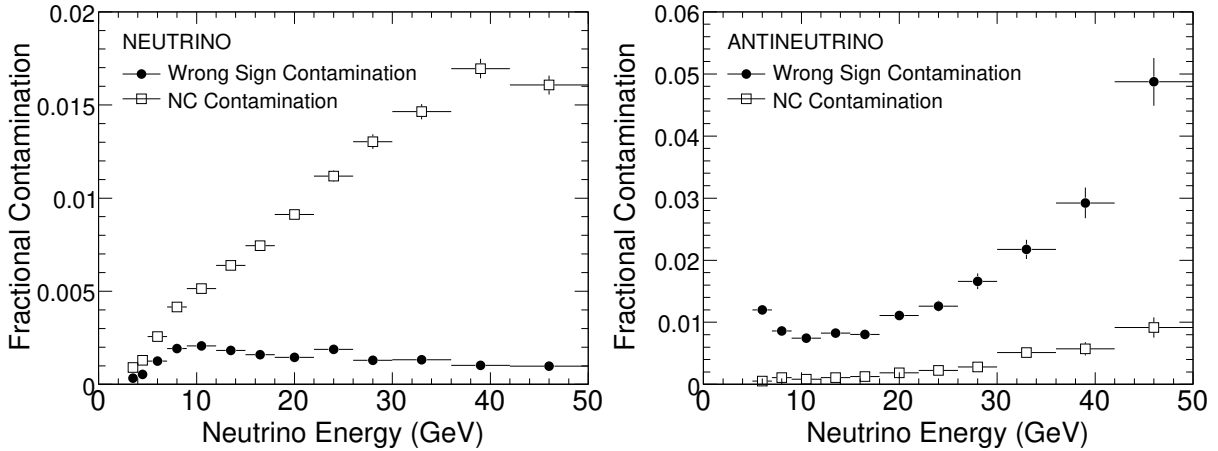 NEUTRINO
Wrong Sign Contamination
NC Contamination
Fractional Contamination
0.02
0.015
0.01
0.005
0
0 10 20 30 40 50
Neutrino Energy (GeV)
ANTINEUTRINO
Wrong Sign Contamination
NC Contamination
Fractional Contamination
0.06
0.05
0.04
0.03
0.02
0.01
0
0 10 20 30 40 50
Neutrino Energy (GeV)